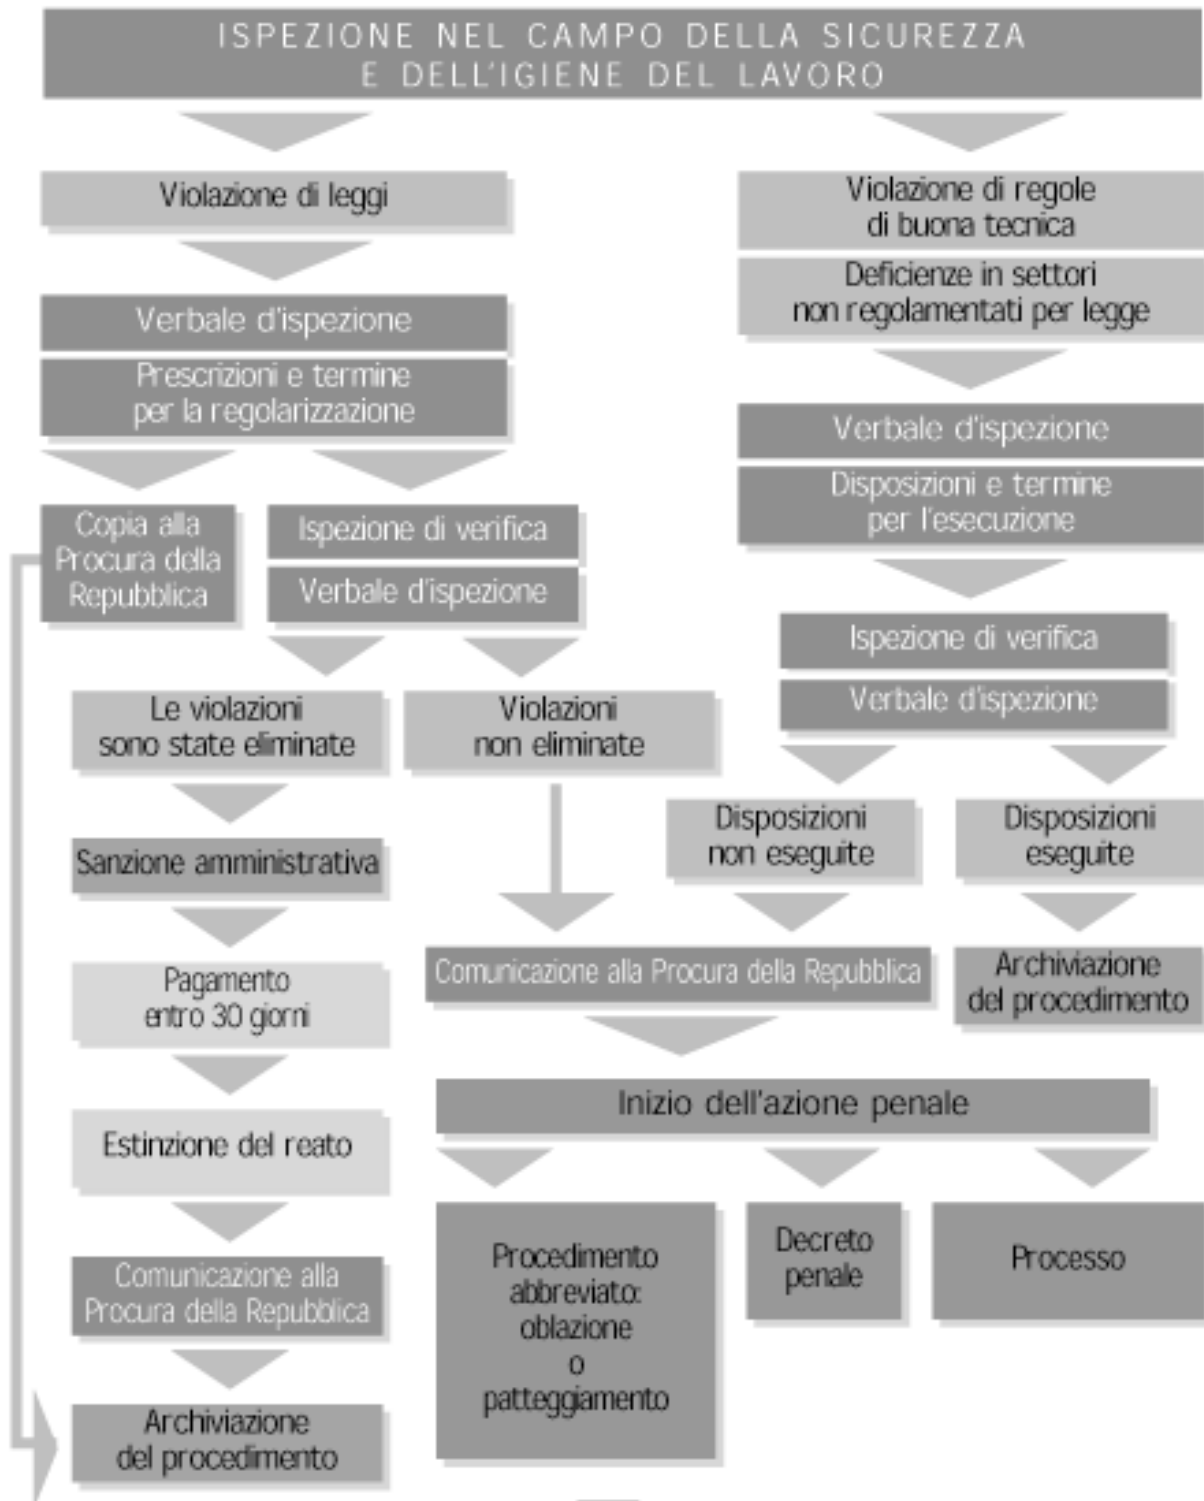 ISPEZIONE NEL CAMPO DELLA SICUREZZA
E DELL'IGIENE DEL LAVORO
Violazione di leggi
Verbale d'ispezione
Prescrizioni e termine
per la regolarizzazione
Copia alla
Procura della
Repubblica
Ispezione di verifica
Verbale d'ispezione
Le violazioni
sono state eliminate
Violazioni
non eliminate
Sanzione amministrativa
Pagamento
entro 30 giorni
Estinzione del reato
Comunicazione alla
Procura della Repubblica
Archiviazione
del procedimento
Violazione di regole
di buona tecnica
Deficienze in settori
non regolamentati per legge
Verbale d'ispezione
Disposizioni e termine
per l'esecuzione
Ispezione di verifica
Verbale d'ispezione
Disposizioni
non eseguite
Disposizioni
eseguite
Comunicazione alla Procura della Repubblica
Archiviazione
del procedimento
Inizio dell'azione penale
Procedimento
abbreviato:
oblazione
o
patteggiamento
Decreto
penale
Processo